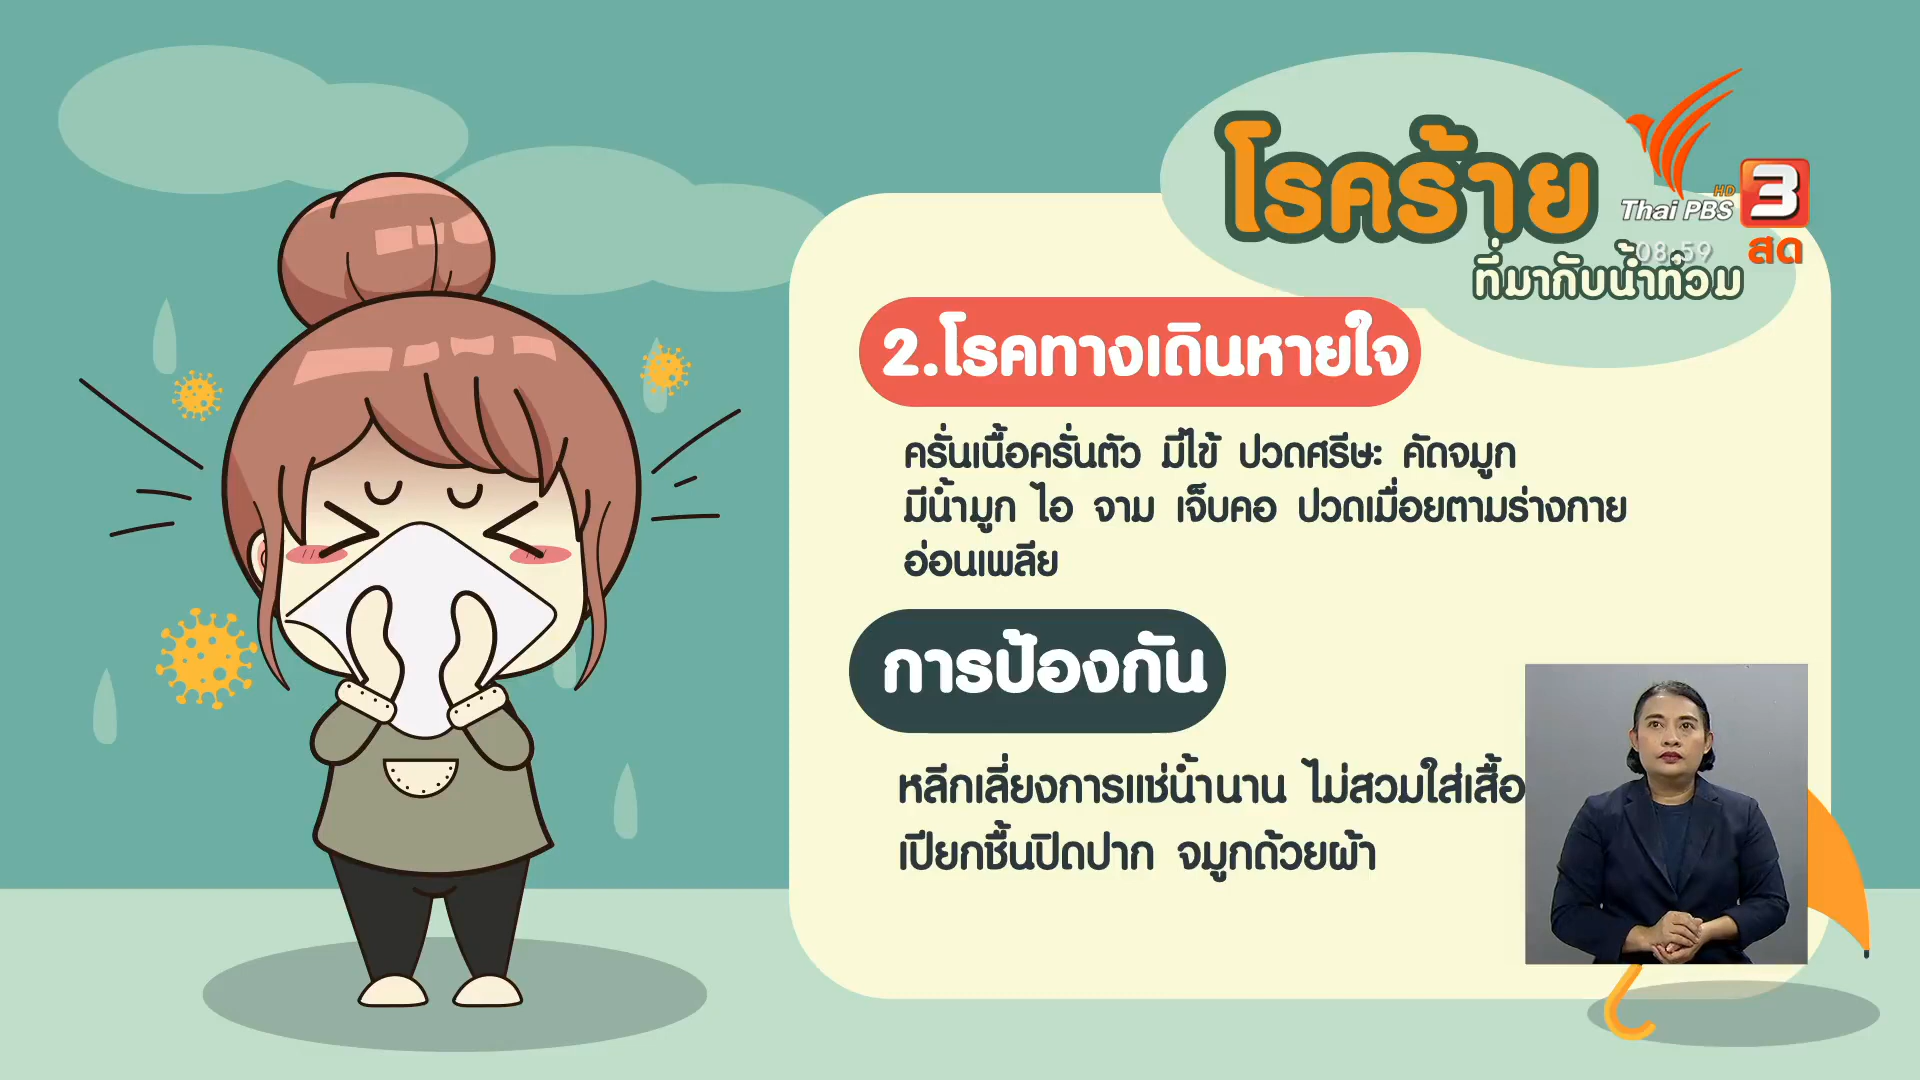 โรคร้าย
ที่มากับน้ำท่วม
HD
Thai PBS 3
08:59
สด
2.โรคทางเดินหายใจ
ครั่นเนื้อครั่นตัว มีไข้ ปวดศรีษะ คัดจมูก
มีน้ำมูก ไอ จาม เจ็บคอ ปวดเมื่อยตามร่างกาย
อ่อนเพลีย
การป้องกัน
หลีกเลี่ยงการแช่น้ำนาน ไม่สวมใส่เสื้อ
เปียกชื้นปิดปาก จมูกด้วยผ้า